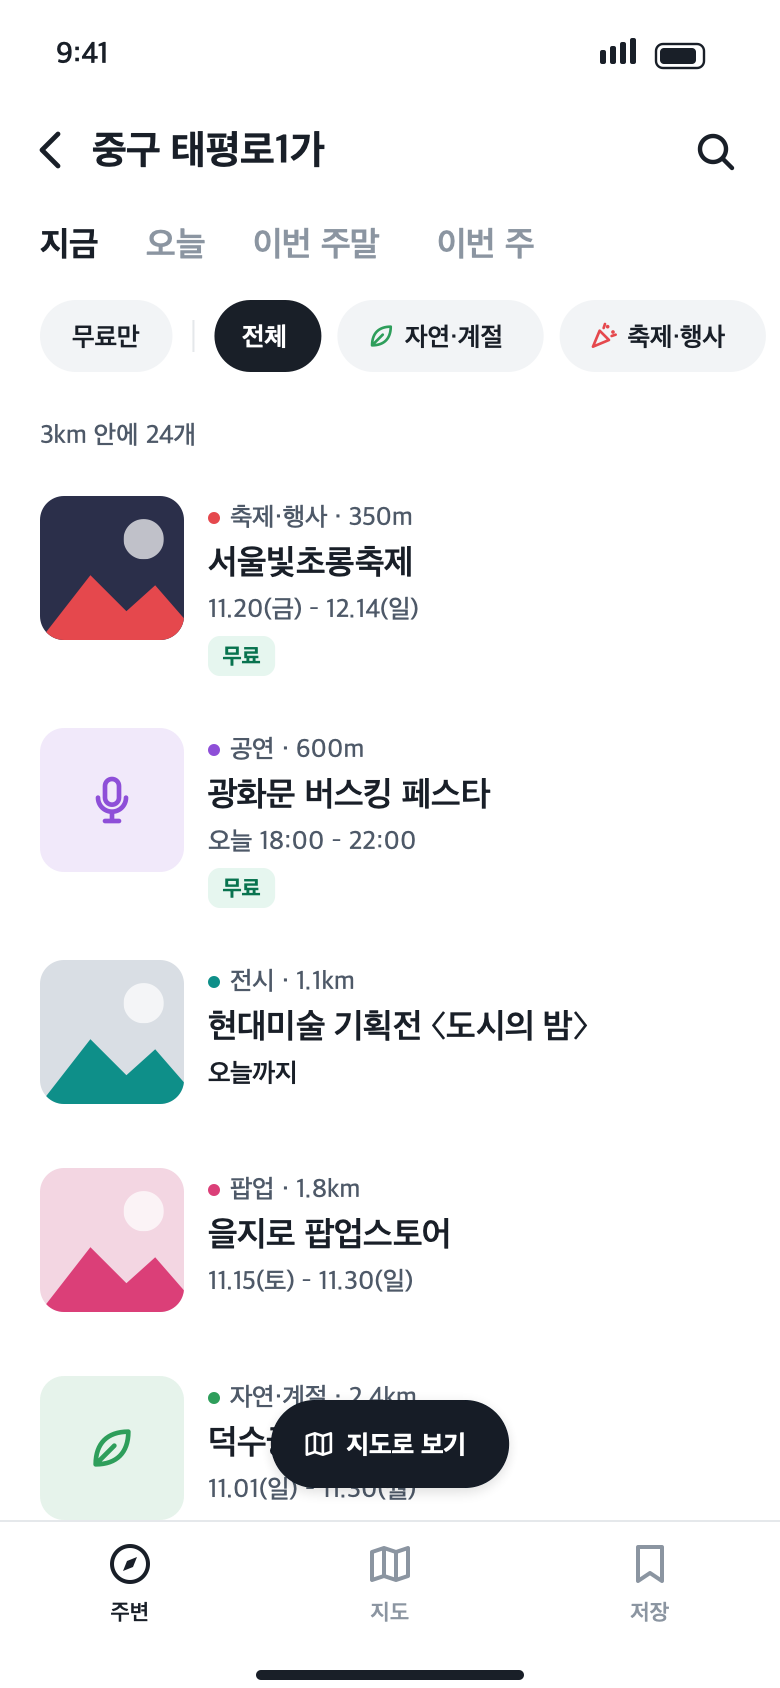 9:41
중구 태평로1가
지금 오늘 이번 주말 이번 주
무료만 전체 자연·계절 축제·행사
3km 안에 24개
축제·행사 · 350m
서울빛초롱축제
11.20(금) - 12.14(일)
무료
공연 · 600m
광화문 버스킹 페스타
오늘 18:00 - 22:00
무료
전시 · 1.1km
현대미술 기획전 〈도시의 밤〉
오늘까지
팝업 · 1.8km
을지로 팝업스토어
11.15(토) - 11.30(일)
자연·계절 · 2.4km
덕수
지도로 보기
11.01(일) - 11.30(월)
주변 지도 저장